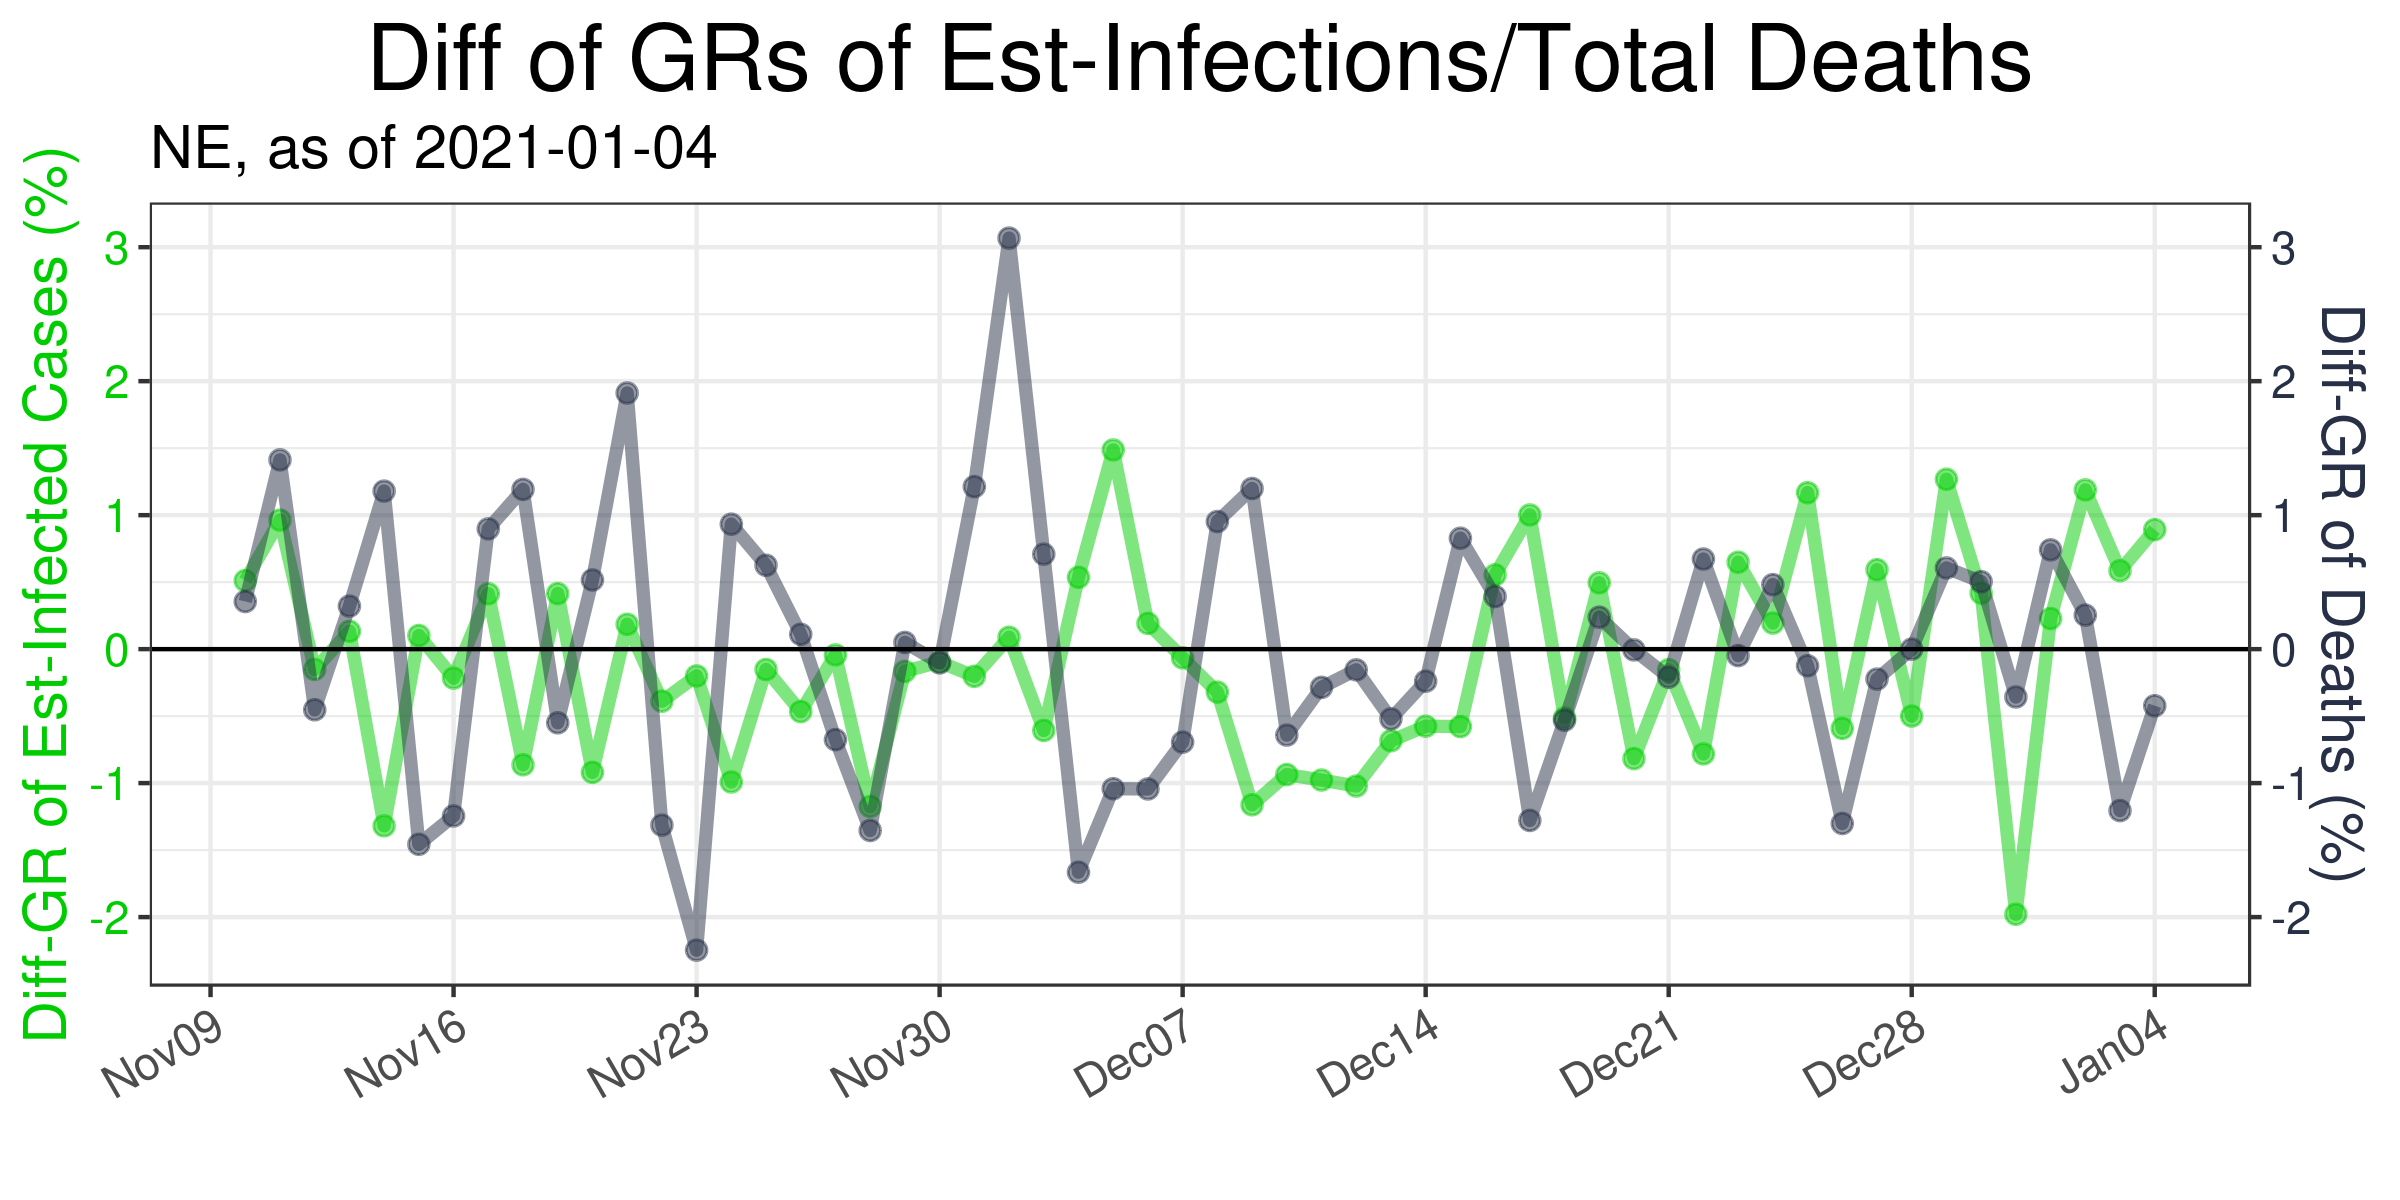 Diff of GRs of Est-Infections/Total Deaths
NE, as of 2021-01-04
Diff-GR of Est-Infected Cases (%)
3
2
1
0
-1
-2
3
2
1
0
-1
-2
Diff-GR of Deaths (%)
Nov09
Nov16
Nov23
Nov30
Dec07
Dec14
Dec21
Dec28
Jan04